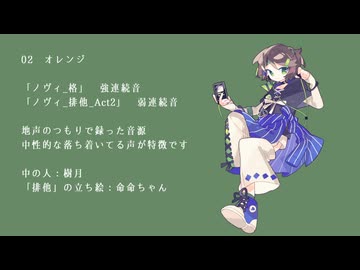 02　オレンジ
「ノヴィ_格」　強連続音
「ノヴィ_排他_Act2」　弱連続音
地声のつもりで録った音源
中性的な落ち着いてる声が特徴です
中の人：樹月
「排他」の立ち絵：命命ちゃん